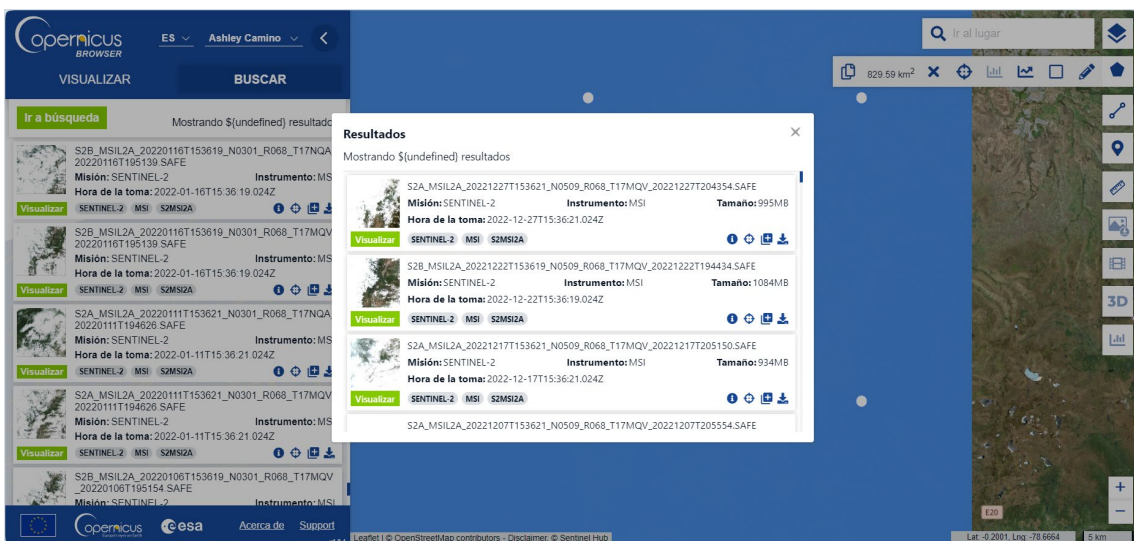 Copernicus
BROWSER
ES
Ashley Camino
VISUALIZAR
BUSCAR
Ir a búsqueda
Mostrando ${undefined} resultado
S2B_MSIL2A_20220116T153619_N0301_R068_T17NQA_
20220116T195139.SAFE
Misión: SENTINEL-2 Instrumento: MSI
Hora de la toma: 2022-01-16T15:36:19.024Z
Visualizar SENTINEL-2 MSI S2MSI2A
S2B_MSIL2A_20220116T153619_N0301_R068_T17MQV
20220116T195139.SAFE
Misión: SENTINEL-2 Instrumento: MS
Hora de la toma: 2022-01-16T15:36:19.024Z
Visualizar SENTINEL-2 MSI S2MSI2A
S2A_MSIL2A_20220111T153621_N0301_R068_T17NQA_
20220111T194626.SAFE
Misión: SENTINEL-2 Instrumento: MS
Hora de la toma: 2022-01-11T15:36:21.024Z
Visualizar SENTINEL-2 MSI S2MSI2A
S2A_MSIL2A_20220111T153621_N0301_R068_T17MQV
20220111T194626.SAFE
Misión: SENTINEL-2 Instrumento: MS
Hora de la toma: 2022-01-11T15:36:21.024Z
Visualizar SENTINEL-2 MSI S2MSI2A
S2B_MSIL2A_20220106T153619_N0301_R068_T17MQV
_20220106T195154.SAFE
Misión: SENTINEL-2 Instrumento: MSI
Copernicus
esa
Acerca de
Support
Resultados
Mostrando ${undefined} resultados
S2A_MSIL2A_20221227T153621_N0509_R068_T17MQV_20221227T204354.SAFE
Misión: SENTINEL-2 Instrumento: MSI Tamaño: 995MB
Hora de la toma: 2022-12-27T15:36:21.024Z
Visualizar SENTINEL-2 MSI S2MSI2A
S2B_MSIL2A_20221222T153619_N0509_R068_T17MQV_20221222T194434.SAFE
Misión: SENTINEL-2 Instrumento: MSI Tamaño: 1084MB
Hora de la toma: 2022-12-22T15:36:19.024Z
Visualizar SENTINEL-2 MSI S2MSI2A
S2A_MSIL2A_20221217T153621_N0509_R068_T17MQV_20221217T205150.SAFE
Misión: SENTINEL-2 Instrumento: MSI Tamaño: 934MB
Hora de la toma: 2022-12-17T15:36:21.024Z
Visualizar SENTINEL-2 MSI S2MSI2A
S2A_MSIL2A_20221207T153621_N0509_R068_T17MQV_20221207T205554.SAFE
Ir al lugar
829.59 km²
3D
E20
Leaflet | © OpenStreetMap contributors - Disclaimer, © Sentinel Hub
Lat: -0.2001, Lng: -78.6664
5 km